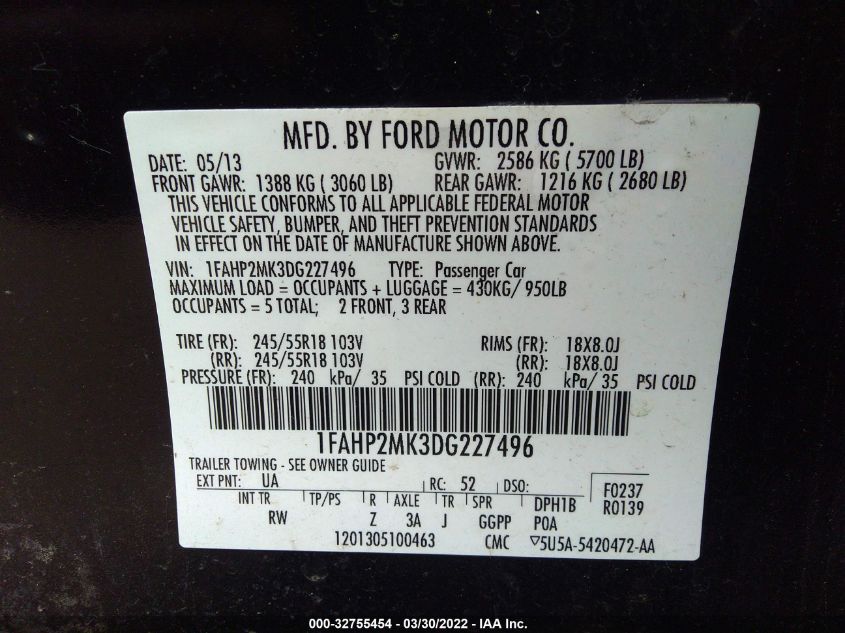 MFD. BY FORD MOTOR CO.
DATE: 05/13 GVWR: 2586 KG ( 5700 LB)
FRONT GAWR: 1388 KG ( 3060 LB) REAR GAWR: 1216 KG ( 2680 LB)
THIS VEHICLE CONFORMS TO ALL APPLICABLE FEDERAL MOTOR
VEHICLE SAFETY, BUMPER, AND THEFT PREVENTION STANDARDS
IN EFFECT ON THE DATE OF MANUFACTURE SHOWN ABOVE.
VIN: 1FAHP2MK3DG227496 TYPE: Passenger Car
MAXIMUM LOAD = OCCUPANTS + LUGGAGE = 430KG/ 950LB
OCCUPANTS = 5 TOTAL; 2 FRONT, 3 REAR
TIRE (FR): 245/55R18 103V RIMS (FR): 18X8.0J
(RR): 245/55R18 103V (RR): 18X8.0J
PRESSURE (FR): 240 kPa/ 35 PSI COLD (RR): 240 kPa/ 35 PSI COLD
1FAHP2MK3DG227496
TRAILER TOWING - SEE OWNER GUIDE
EXT PNT: UA RC: 52 DSO: F0237
INT TR TP/PS R AXLE TR SPR DPH1B R0139
RW Z 3A J GGPP POA
1201305100463 CMC ▽5U5A-5420472-AA
000-32755454 - 03/30/2022 - IAA Inc.